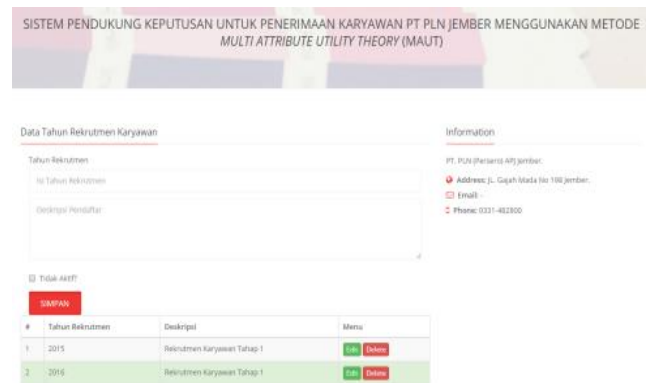 SISTEM PENDUKUNG KEPUTUSAN UNTUK PENERIMAAN KARYAWAN PT PLN JEMBER MENGGUNAKAN METODE
MULTI ATTRIBUTE UTILITY THEORY (MAUT)
Data Tahun Rekrutmen Karyawan
Tahun Rekrutmen
Isi Tahun Rekrutmen
Deskripsi Pendaftar
Tidak Aktif?
SIMPAN
# Tahun Rekrutmen Deskripsi Menu
1 2015 Rekrutmen Karyawan Tahap 1 Edit Delete
2 2016 Rekrutmen Karyawan Tahap 1 Edit Delete
Information
PT. PLN (Persero) APJ Jember.
Address: JL. Gajah Mada No 198 Jember.
Email: -
Phone: 0331-482800